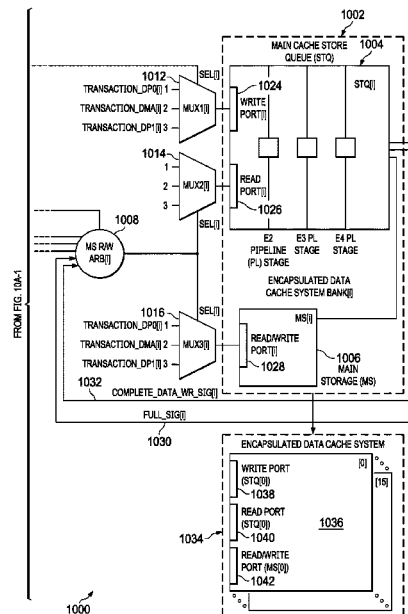 1002
MAIN CACHE STORE
QUEUE (STQ)
1004
SEL[i]
1012
1024
STQ[i]
TRANSACTION_DP0[i] 1
TRANSACTION_DMA[i] 2
TRANSACTION_DP1[i] 3
MUX1[i]
WRITE
PORT[i]
1014
1
2
3
MUX2[i]
READ
PORT[i]
1026
SEL[i]
1008
MS R/W
ARB[i]
E2
PIPELINE
(PL) STAGE
E3 PL
STAGE
E4 PL
STAGE
FROM FIG. 10A-1
ENCAPSULATED DATA
CACHE SYSTEM BANK[i]
1016
SEL[i]
MS[i]
TRANSACTION_DP0[i] 1
TRANSACTION_DMA[i] 2
TRANSACTION_DP1[i] 3
MUX3[i]
READ/WRITE
PORT[i]
1028
1006
MAIN
STORAGE (MS)
COMPLETE_DATA_WR_SIG[i]
1032
FULL_SIG[i]
1030
ENCAPSULATED DATA CACHE SYSTEM
[0]
[15]
WRITE PORT
(STQ[0])
1038
READ PORT
(STQ[0])
1040
1034
1036
READ/WRITE
PORT (MS[0])
1042
1000